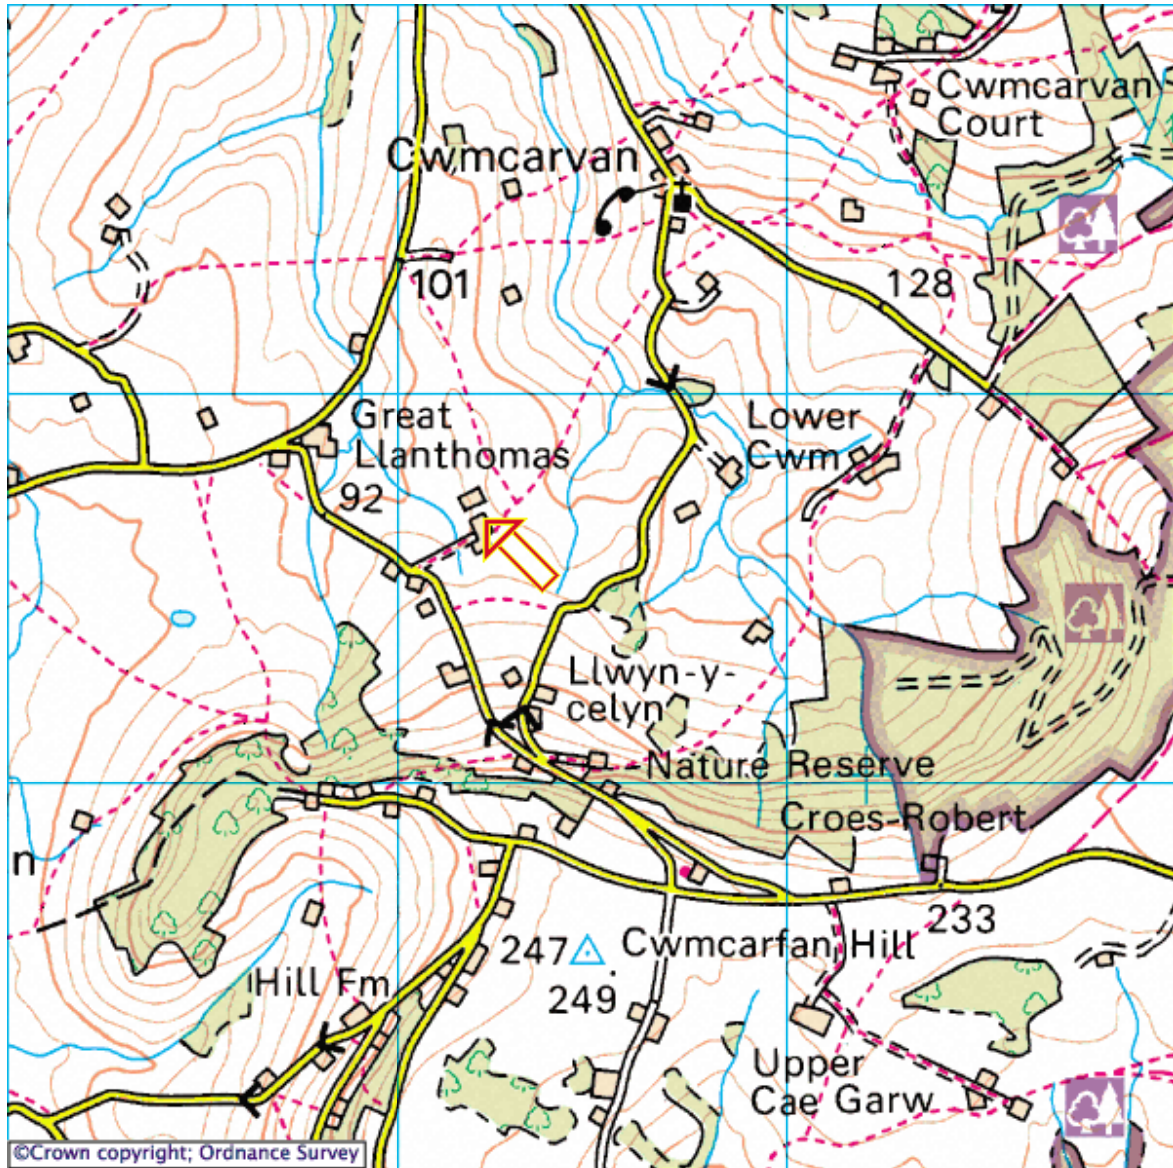 Cwmcarvan
Court
Cwmcarvan
101
128
Great
Llanthomas
Lower
Cwm
92
Llwyn-y-
celyn
Nature Reserve
Croes-Robert
n
233
247
Cwmcarfan Hill
249
Hill Fm
Upper
Cae Garw
©Crown copyright; Ordnance Survey